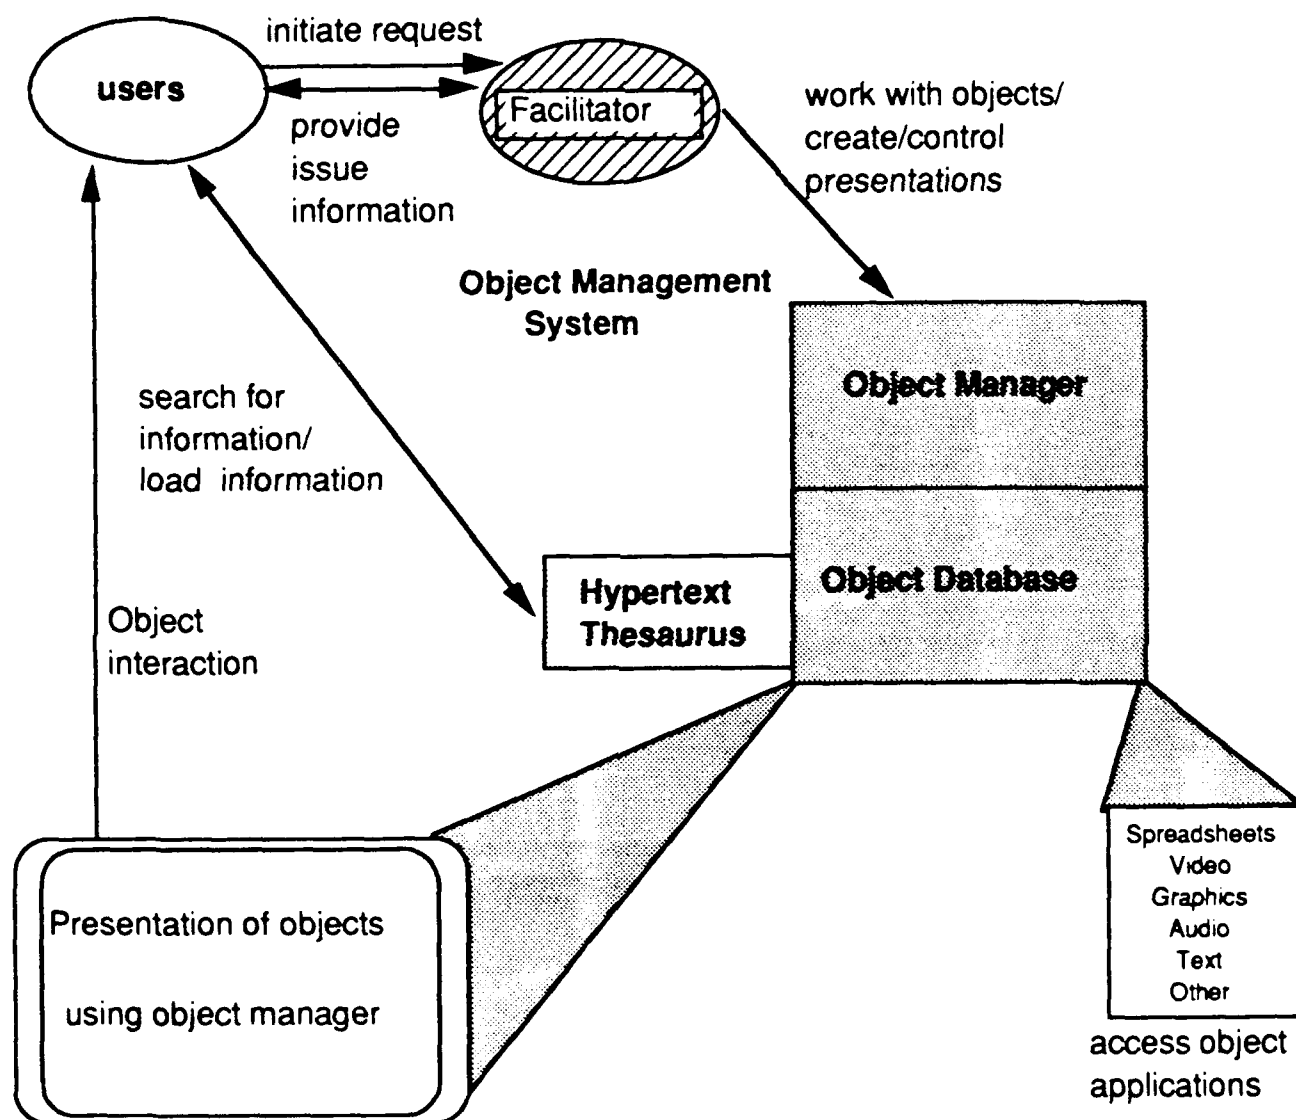 initiate request
users
Facilitator
provide
issue
information
work with objects/
create/control
presentations
Object Management
System
Object Manager
search for
information/
load information
Hypertext
Thesaurus
Object Database
Object
interaction
Presentation of objects
using object manager
Spreadsheets
Video
Graphics
Audio
Text
Other
access object
applications